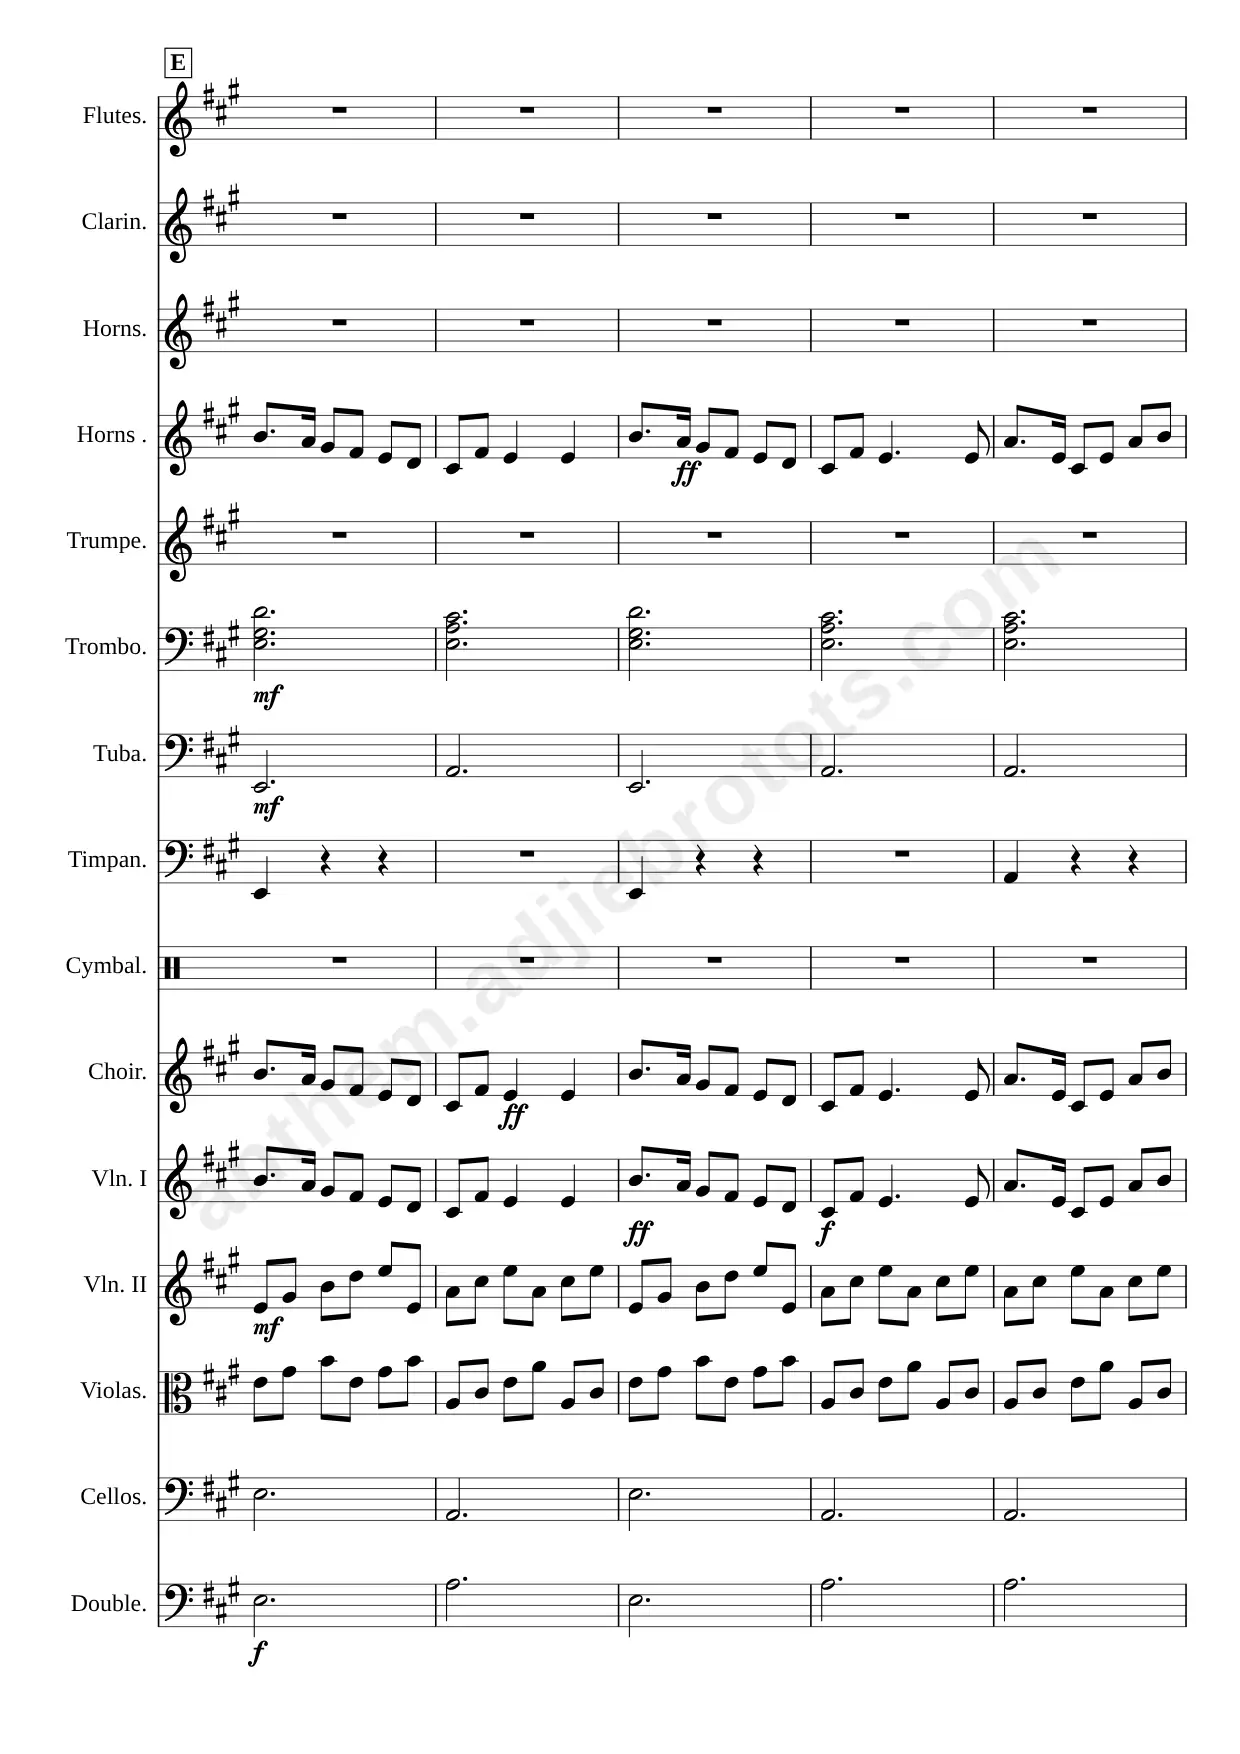 E
Flutes.
Clarin.
Horns.
Horns .
ff
Trumpe.
Trombo.
mf
Tuba.
mf
Timpan.
Cymbal.
Choir.
ff
Vln. I
ff f
Vln. II
mf
Violas.
Cellos.
Double.
f
anthem.adjiebrotots.com